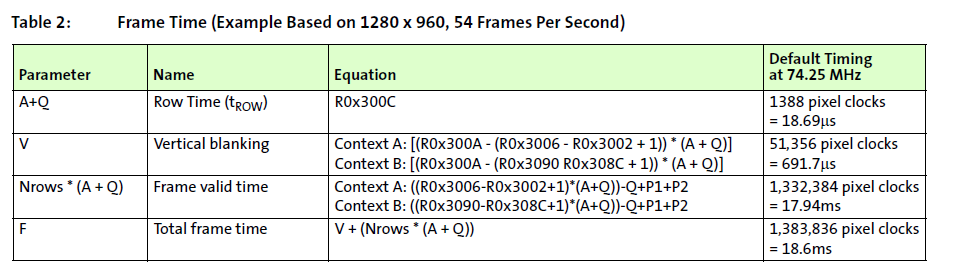 Table 2: Frame Time (Example Based on 1280 x 960, 54 Frames Per Second)
Parameter Name Equation Default Timing
at 74.25 MHz
A+Q Row Time (tROW) R0x300C 1388 pixel clocks
= 18.69μs
V Vertical blanking Context A: [(R0x300A - (R0x3006 - R0x3002 + 1)) * (A + Q)] 51,356 pixel clocks
Context B: [(R0x300A - (R0x3090 R0x308C + 1)) * (A + Q)] = 691.7μs
Nrows * (A + Q) Frame valid time Context A: ((R0x3006-R0x3002+1)*(A+Q))-Q+P1+P2 1,332,384 pixel clocks
Context B: ((R0x3090-R0x308C+1)*(A+Q))-Q+P1+P2 = 17.94ms
F Total frame time V + (Nrows * (A + Q)) 1,383,836 pixel clocks
= 18.6ms